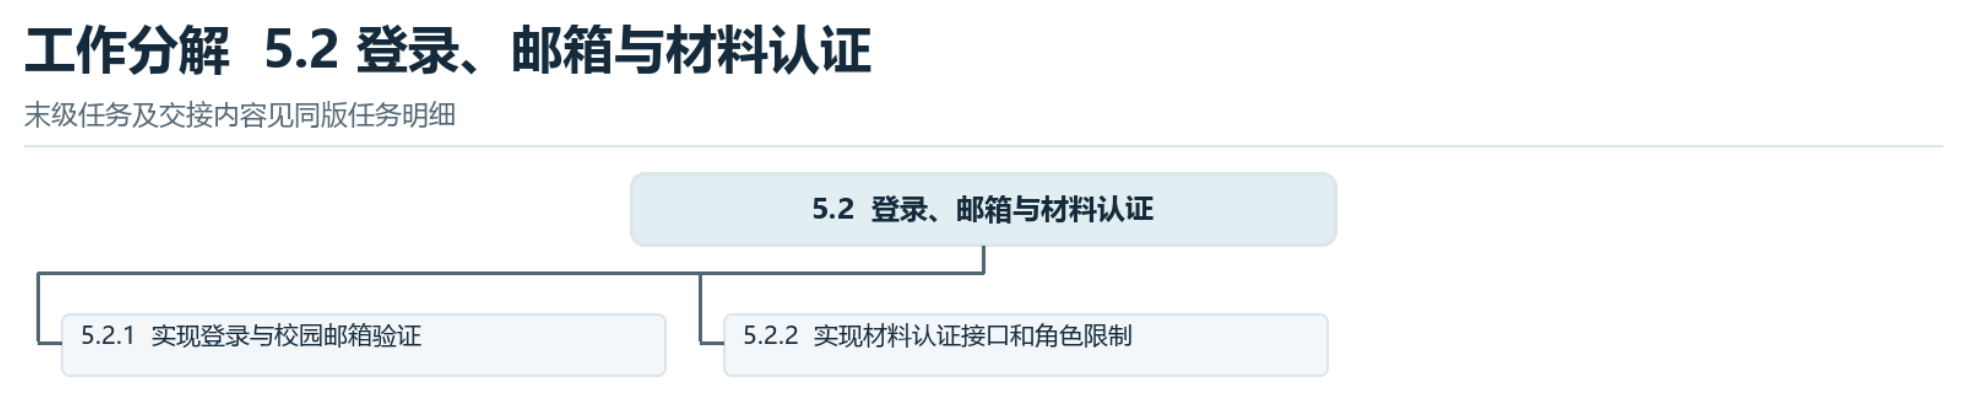 工作分解 5.2 登录、邮箱与材料认证
末级任务及交接内容见同版任务明细
5.2 登录、邮箱与材料认证
5.2.1 实现登录与校园邮箱验证
5.2.2 实现材料认证接口和角色限制